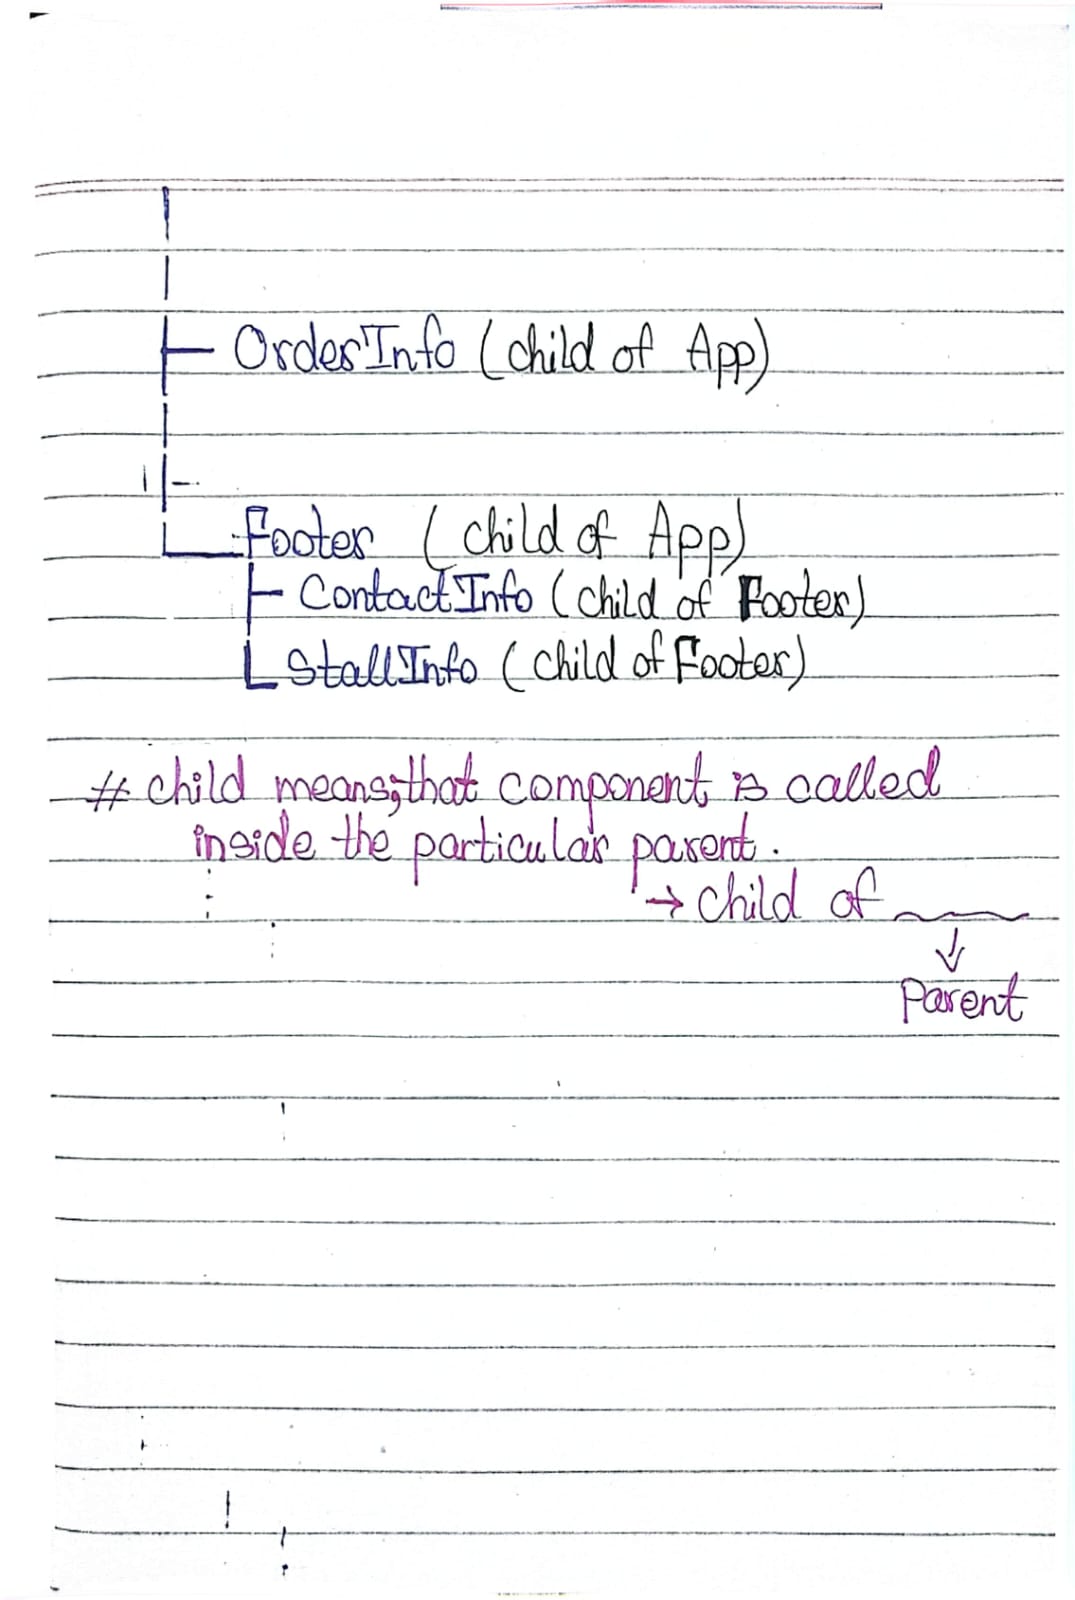 OrderInfo (child of App)
Footer (child of App)
ContactInfo (child of Footer)
StallInfo (child of Footer)
# child means, that component is called
inside the particular parent.
→ child of ____
↓
Parent